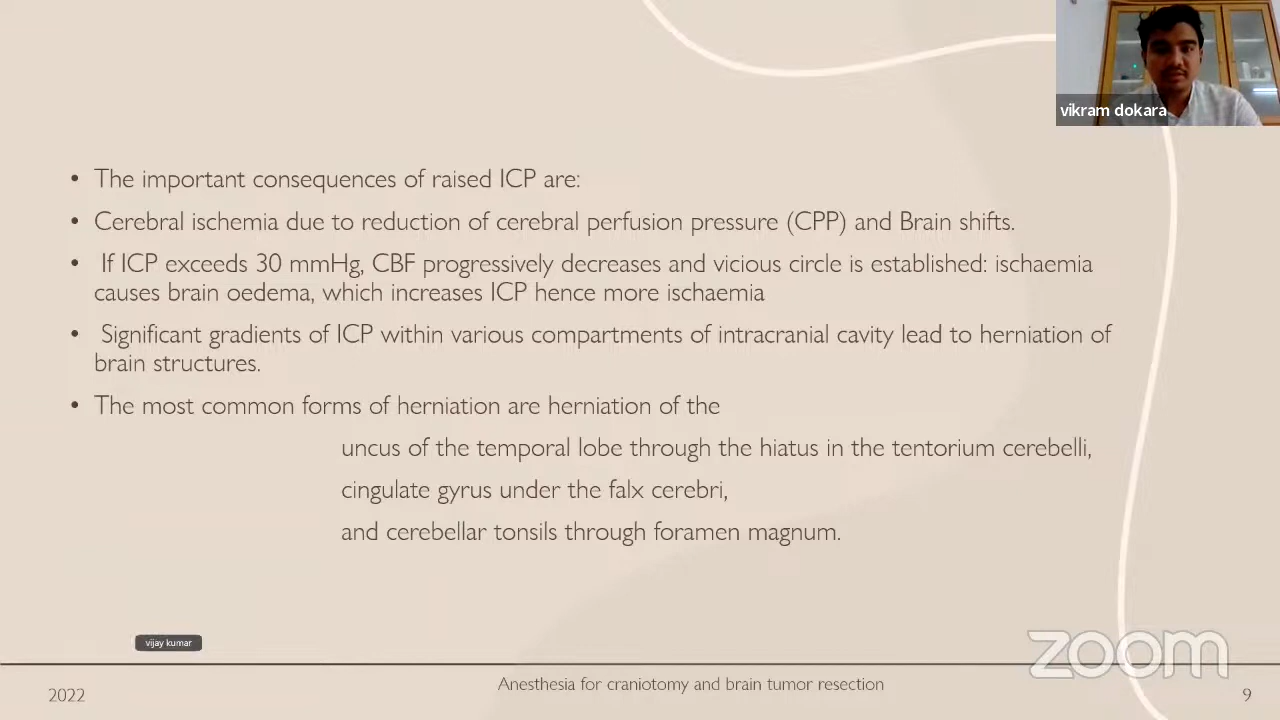 vikram dokara
• The important consequences of raised ICP are:
• Cerebral ischemia due to reduction of cerebral perfusion pressure (CPP) and Brain shifts.
• If ICP exceeds 30 mmHg, CBF progressively decreases and vicious circle is established: ischaemia
causes brain oedema, which increases ICP hence more ischaemia
• Significant gradients of ICP within various compartments of intracranial cavity lead to herniation of
brain structures.
• The most common forms of herniation are herniation of the
uncus of the temporal lobe through the hiatus in the tentorium cerebelli,
cingulate gyrus under the falx cerebri,
and cerebellar tonsils through foramen magnum.
vijay kumar
zoom
2022
Anesthesia for craniotomy and brain tumor resection
9